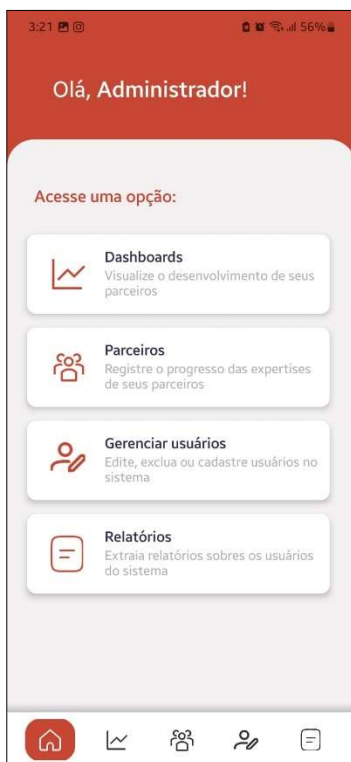 3:21 56%
Olá, Administrador!
Acesse uma opção:
Dashboards
Visualize o desenvolvimento de seus
parceiros
Parceiros
Registre o progresso das expertises
de seus parceiros
Gerenciar usuários
Edite, exclua ou cadastre usuários no
sistema
Relatórios
Extraia relatórios sobre os usuários
do sistema